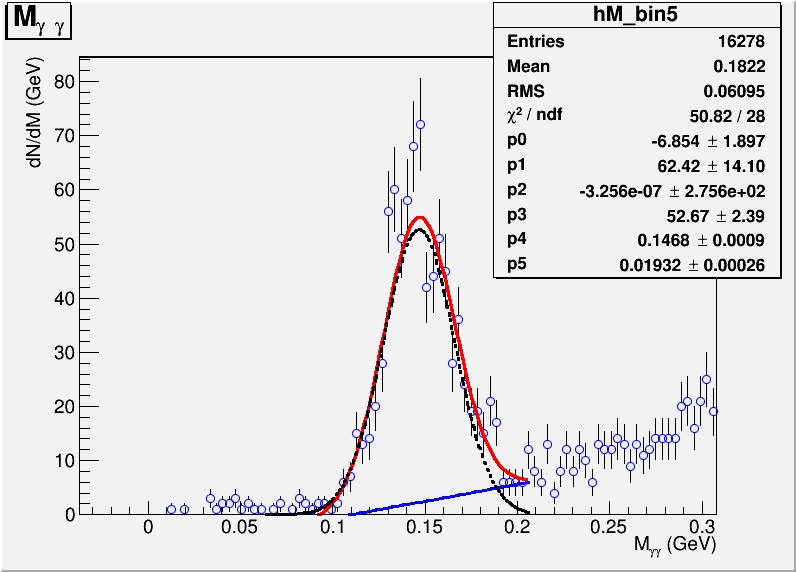 M γ γ
hM_bin5
Entries 16278
Mean 0.1822
RMS 0.06095
χ² / ndf 50.82 / 28
p0 -6.854 ± 1.897
p1 62.42 ± 14.10
p2 -3.256e-07 ± 2.756e+02
p3 52.67 ± 2.39
p4 0.1468 ± 0.0009
p5 0.01932 ± 0.00026
dN/dM (GeV)
80
70
60
50
40
30
20
10
0
0 0.05 0.1 0.15 0.2 0.25 0.3
Mγγ (GeV)